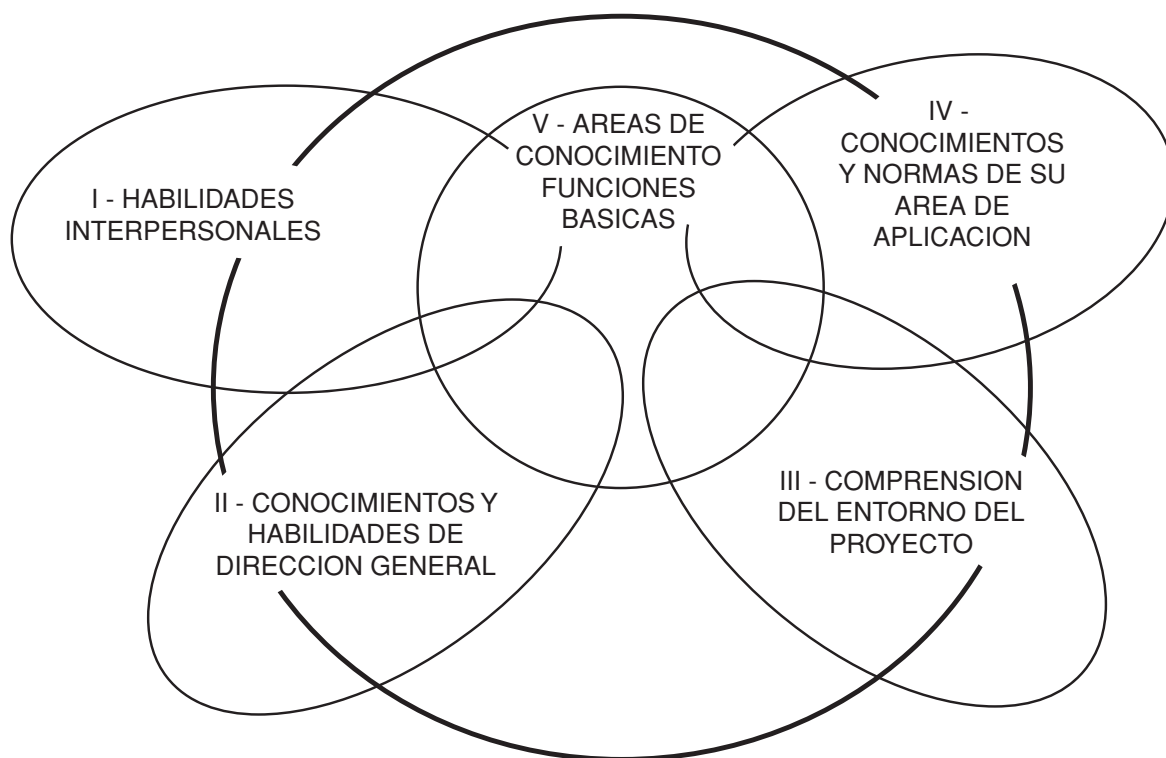 I - HABILIDADES
INTERPERSONALES
V - AREAS DE
CONOCIMIENTO
FUNCIONES
BASICAS
IV -
CONOCIMIENTOS
Y NORMAS DE SU
AREA DE
APLICACION
II - CONOCIMIENTOS Y
HABILIDADES DE
DIRECCION GENERAL
III - COMPRENSION
DEL ENTORNO DEL
PROYECTO